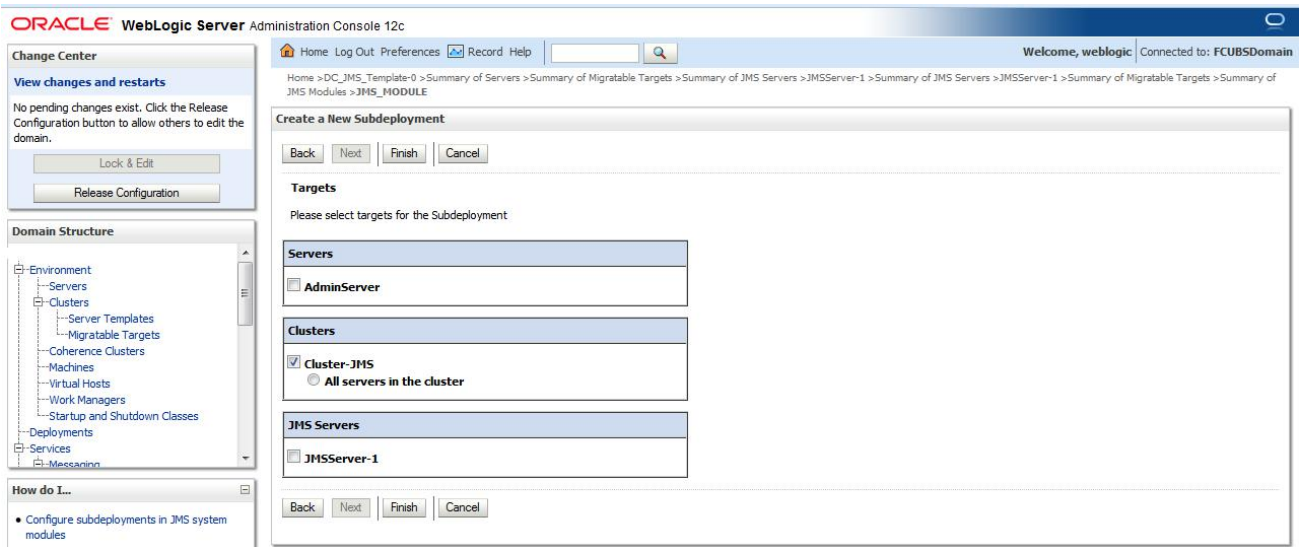 ORACLE WebLogic Server Administration Console 12c
Change Center
View changes and restarts
No pending changes exist. Click the Release
Configuration button to allow others to edit the
domain.
Lock & Edit
Release Configuration
Domain Structure
Environment
Servers
Clusters
Server Templates
Migratable Targets
Coherence Clusters
Machines
Virtual Hosts
Work Managers
Startup and Shutdown Classes
Deployments
Services
Messaging
How do I...
Configure subdeployments in JMS system
modules
Home Log Out Preferences Record Help
Welcome, weblogic Connected to: FCUBSDomain
Home >DC_JMS_Template-0 >Summary of Servers >Summary of Migratable Targets >Summary of JMS Servers >JMSServer-1 >Summary of JMS Servers >JMSServer-1 >Summary of Migratable Targets >Summary of
JMS Modules >JMS_MODULE
Create a New Subdeployment
Back Next Finish Cancel
Targets
Please select targets for the Subdeployment
Servers
AdminServer
Clusters
Cluster-JMS
All servers in the cluster
JMS Servers
JMSServer-1
Back Next Finish Cancel